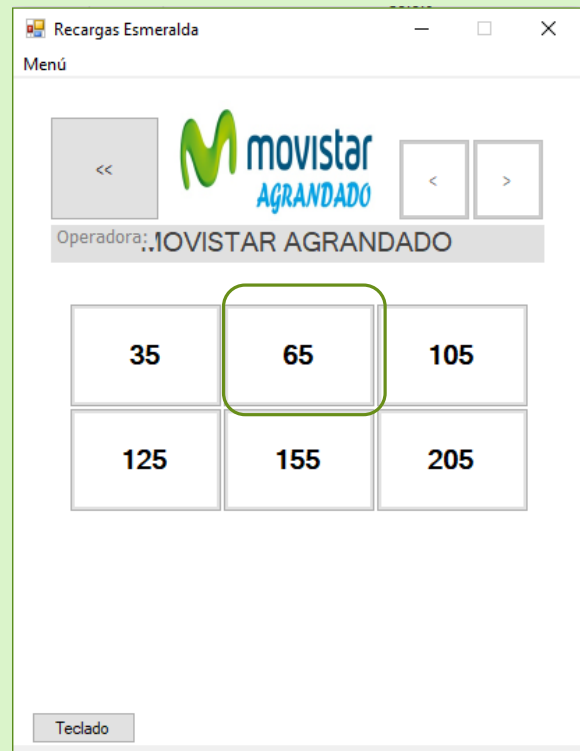 Recargas Esmeralda
Menú
<<
movistar
AGRANDADO
<
>
Operadora: MOVISTAR AGRANDADO
35 65 105
125 155 205
Teclado